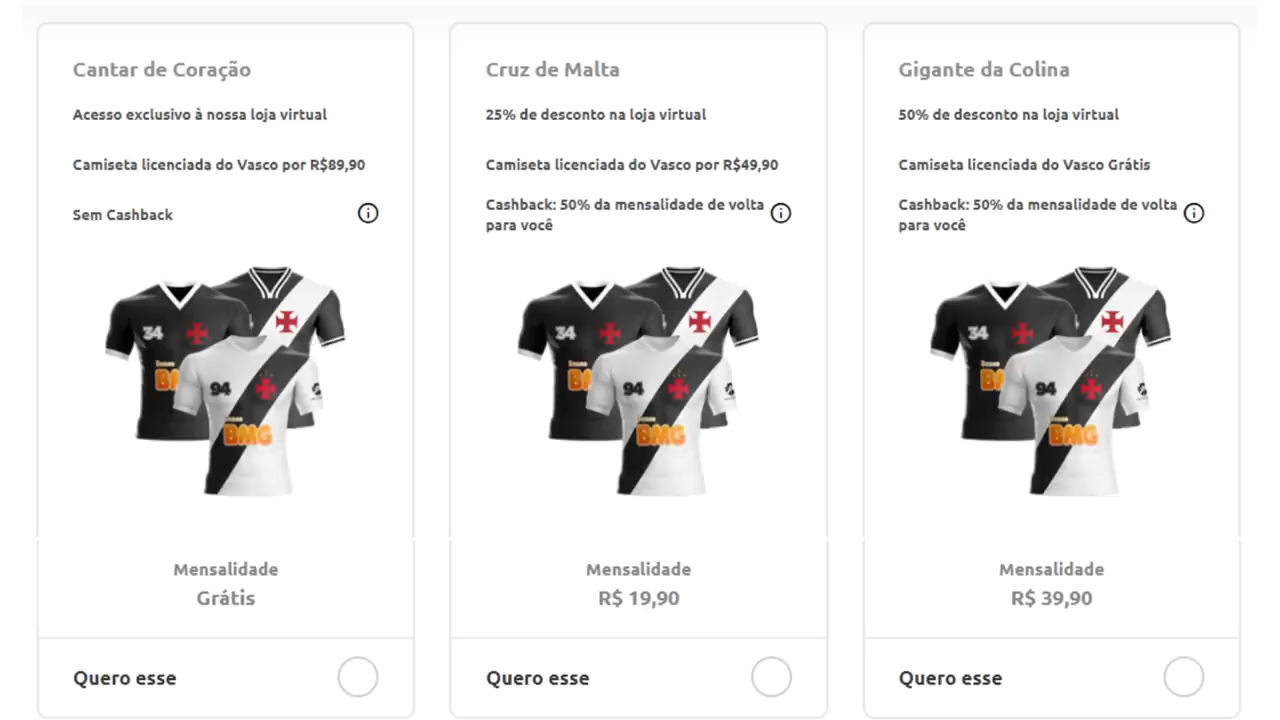 Cantar de Coração
Acesso exclusivo à nossa loja virtual
Camiseta licenciada do Vasco por R$89,90
Sem Cashback
34
94
BMG
Mensalidade
Grátis
Quero esse
Cruz de Malta
25% de desconto na loja virtual
Camiseta licenciada do Vasco por R$49,90
Cashback: 50% da mensalidade de volta
para você
34
94
BMG
Mensalidade
R$ 19,90
Quero esse
Gigante da Colina
50% de desconto na loja virtual
Camiseta licenciada do Vasco Grátis
Cashback: 50% da mensalidade de volta
para você
34
94
BMG
Mensalidade
R$ 39,90
Quero esse